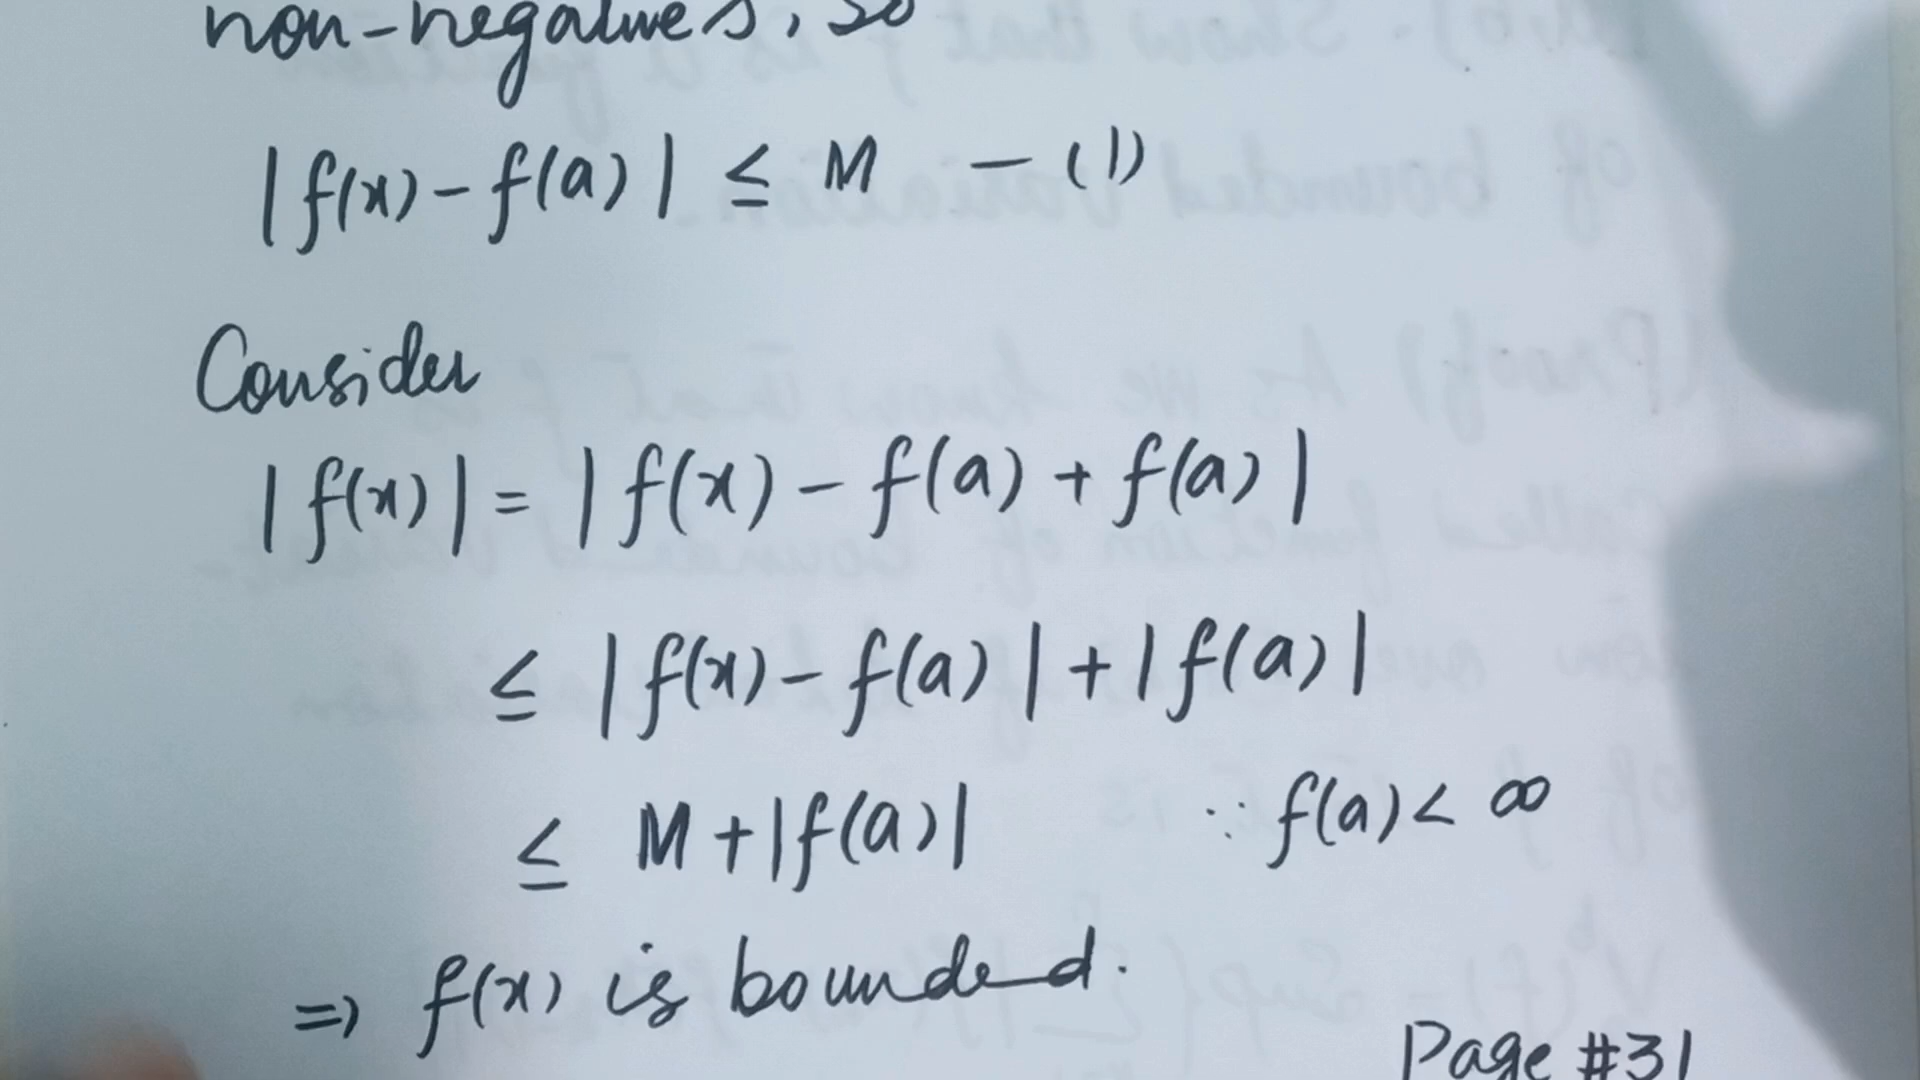 non-negatives, so
|f(x)-f(a)| ≤ M — (1)
Consider
|f(x)| = |f(x) - f(a) + f(a)|
≤ |f(x) - f(a)| + |f(a)|
≤ M + |f(a)| ∵ f(a) < ∞
⇒ f(x) is bounded.
Page #31